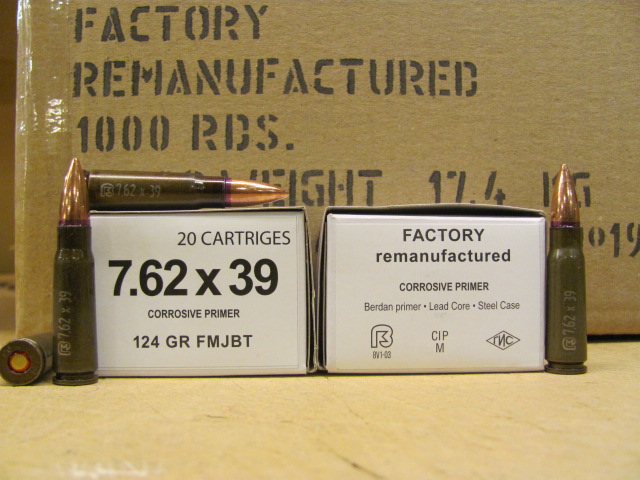 FACTORY
REMANUFACTURED
1000 RDS.
WEIGHT 17.4 KG
7.62 x 39
20 CARTRIGES
7.62 x 39
CORROSIVE PRIMER
124 GR FMJBT
FACTORY
remanufactured
CORROSIVE PRIMER
Berdan primer • Lead Core • Steel Case
8V1-03
CIP
M
ГИС
7.62 x 39
7.62 x 39